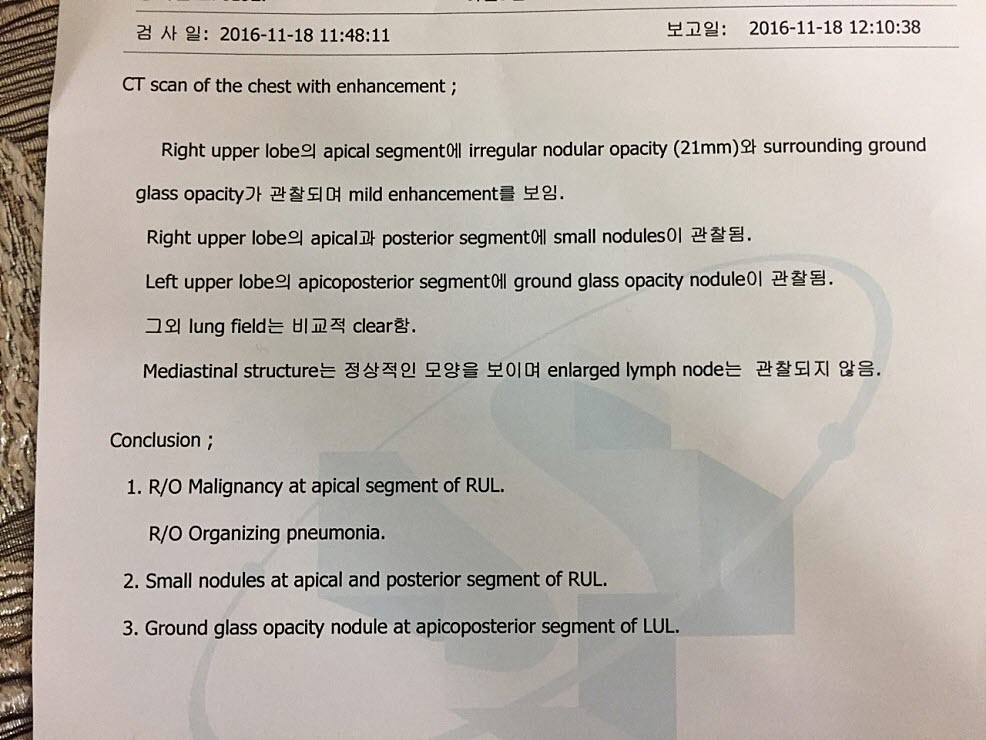 검 사 일: 2016-11-18 11:48:11 보고일: 2016-11-18 12:10:38
CT scan of the chest with enhancement ;
Right upper lobe의 apical segment에 irregular nodular opacity (21mm)와 surrounding ground
glass opacity가 관찰되며 mild enhancement를 보임.
Right upper lobe의 apical과 posterior segment에 small nodules이 관찰됨.
Left upper lobe의 apicoposterior segment에 ground glass opacity nodule이 관찰됨.
그외 lung field는 비교적 clear함.
Mediastinal structure는 정상적인 모양을 보이며 enlarged lymph node는 관찰되지 않음.
Conclusion ;
1. R/O Malignancy at apical segment of RUL.
R/O Organizing pneumonia.
2. Small nodules at apical and posterior segment of RUL.
3. Ground glass opacity nodule at apicoposterior segment of LUL.